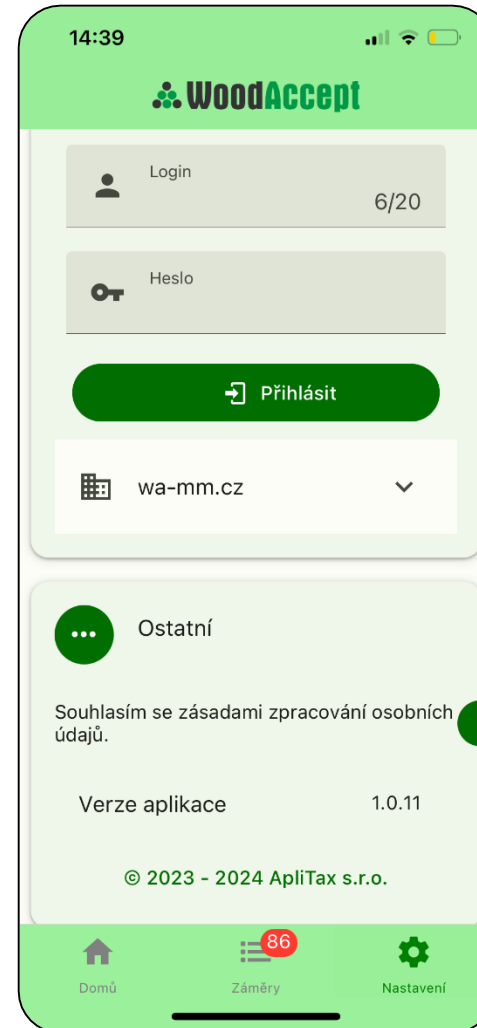 14:39
WoodAccept
Login
6/20
Heslo
Přihlásit
wa-mm.cz
Ostatní
Souhlasím se zásadami zpracování osobních
údajů.
Verze aplikace 1.0.11
© 2023 - 2024 ApliTax s.r.o.
86
Domů Záměry Nastavení